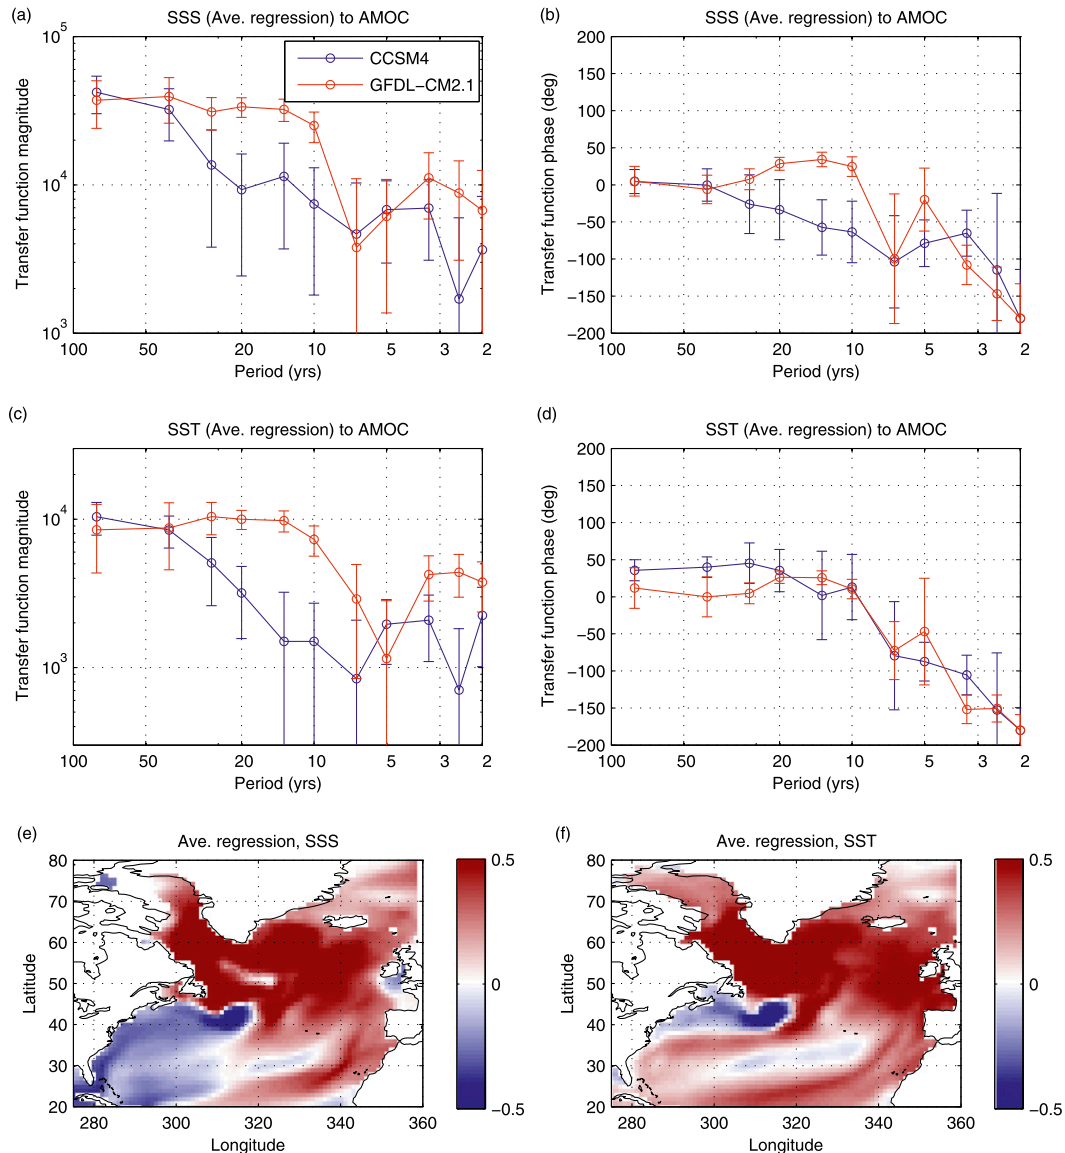 (a)
SSS (Ave. regression) to AMOC
10^5
10^4
10^3
Transfer function magnitude
CCSM4
GFDL−CM2.1
100 50 20 10 5 3 2
Period (yrs)
(b)
SSS (Ave. regression) to AMOC
200
150
100
50
0
−50
−100
−150
−200
Transfer function phase (deg)
100 50 20 10 5 3 2
Period (yrs)
(c)
SST (Ave. regression) to AMOC
10^4
10^3
Transfer function magnitude
100 50 20 10 5 3 2
Period (yrs)
(d)
SST (Ave. regression) to AMOC
200
150
100
50
0
−50
−100
−150
−200
Transfer function phase (deg)
100 50 20 10 5 3 2
Period (yrs)
(e)
Ave. regression, SSS
80
70
60
50
40
30
20
Latitude
280 300 320 340 360
Longitude
0.5
0
−0.5
(f)
Ave. regression, SST
80
70
60
50
40
30
20
Latitude
280 300 320 340 360
Longitude
0.5
0
−0.5